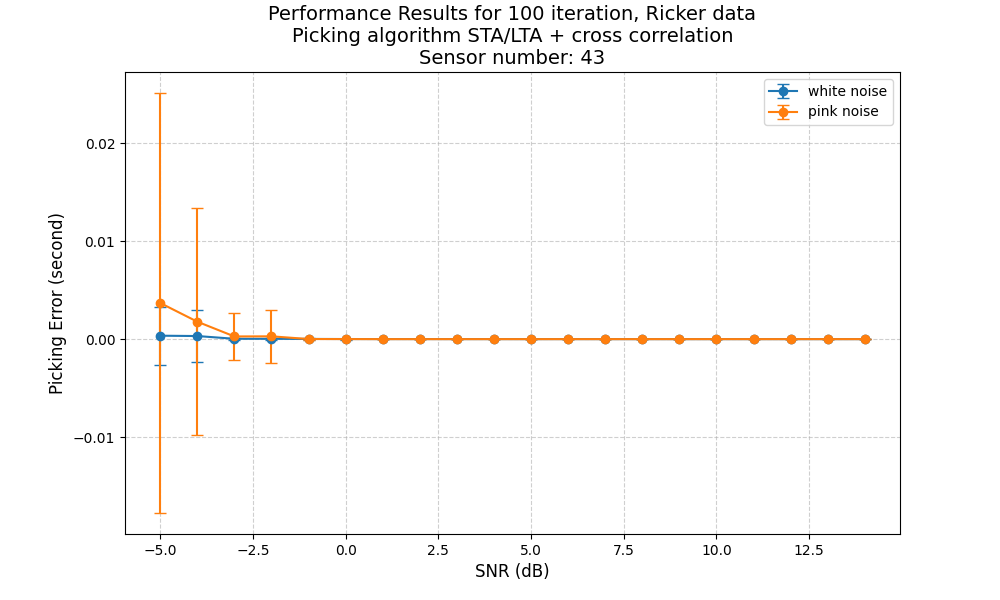 Performance Results for 100 iteration, Ricker data
Picking algorithm STA/LTA + cross correlation
Sensor number: 43
white noise
pink noise
0.02
0.01
0.00
−0.01
Picking Error (second)
−5.0 −2.5 0.0 2.5 5.0 7.5 10.0 12.5
SNR (dB)